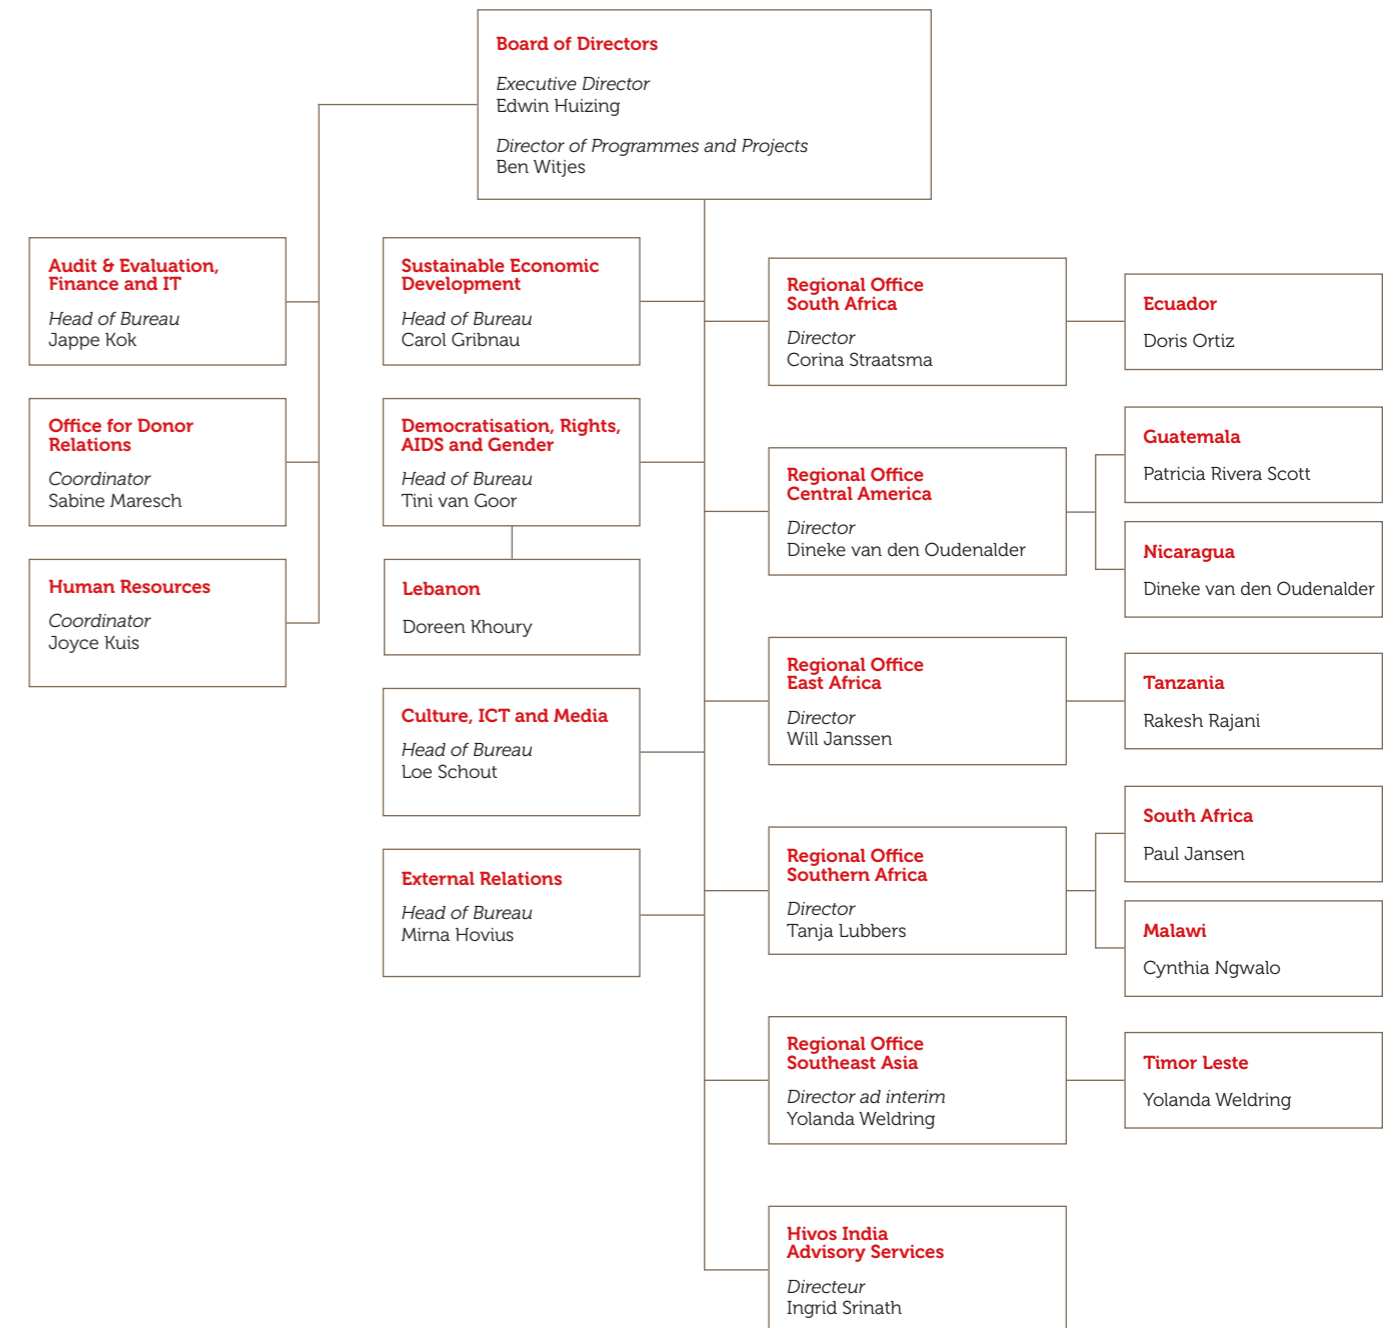 Board of Directors
Executive Director
Edwin Huizing
Director of Programmes and Projects
Ben Witjes
Audit & Evaluation,
Finance and IT
Head of Bureau
Jappe Kok
Office for Donor
Relations
Coordinator
Sabine Maresch
Human Resources
Coordinator
Joyce Kuis
Sustainable Economic
Development
Head of Bureau
Carol Gribnau
Democratisation, Rights,
AIDS and Gender
Head of Bureau
Tini van Goor
Lebanon
Doreen Khoury
Culture, ICT and Media
Head of Bureau
Loe Schout
External Relations
Head of Bureau
Mirna Hovius
Regional Office
South Africa
Director
Corina Straatsma
Ecuador
Doris Ortiz
Regional Office
Central America
Director
Dineke van den Oudenalder
Guatemala
Patricia Rivera Scott
Nicaragua
Dineke van den Oudenalder
Regional Office
East Africa
Director
Will Janssen
Tanzania
Rakesh Rajani
Regional Office
Southern Africa
Director
Tanja Lubbers
South Africa
Paul Jansen
Malawi
Cynthia Ngwalo
Regional Office
Southeast Asia
Director ad interim
Yolanda Weldring
Timor Leste
Yolanda Weldring
Hivos India
Advisory Services
Directeur
Ingrid Srinath